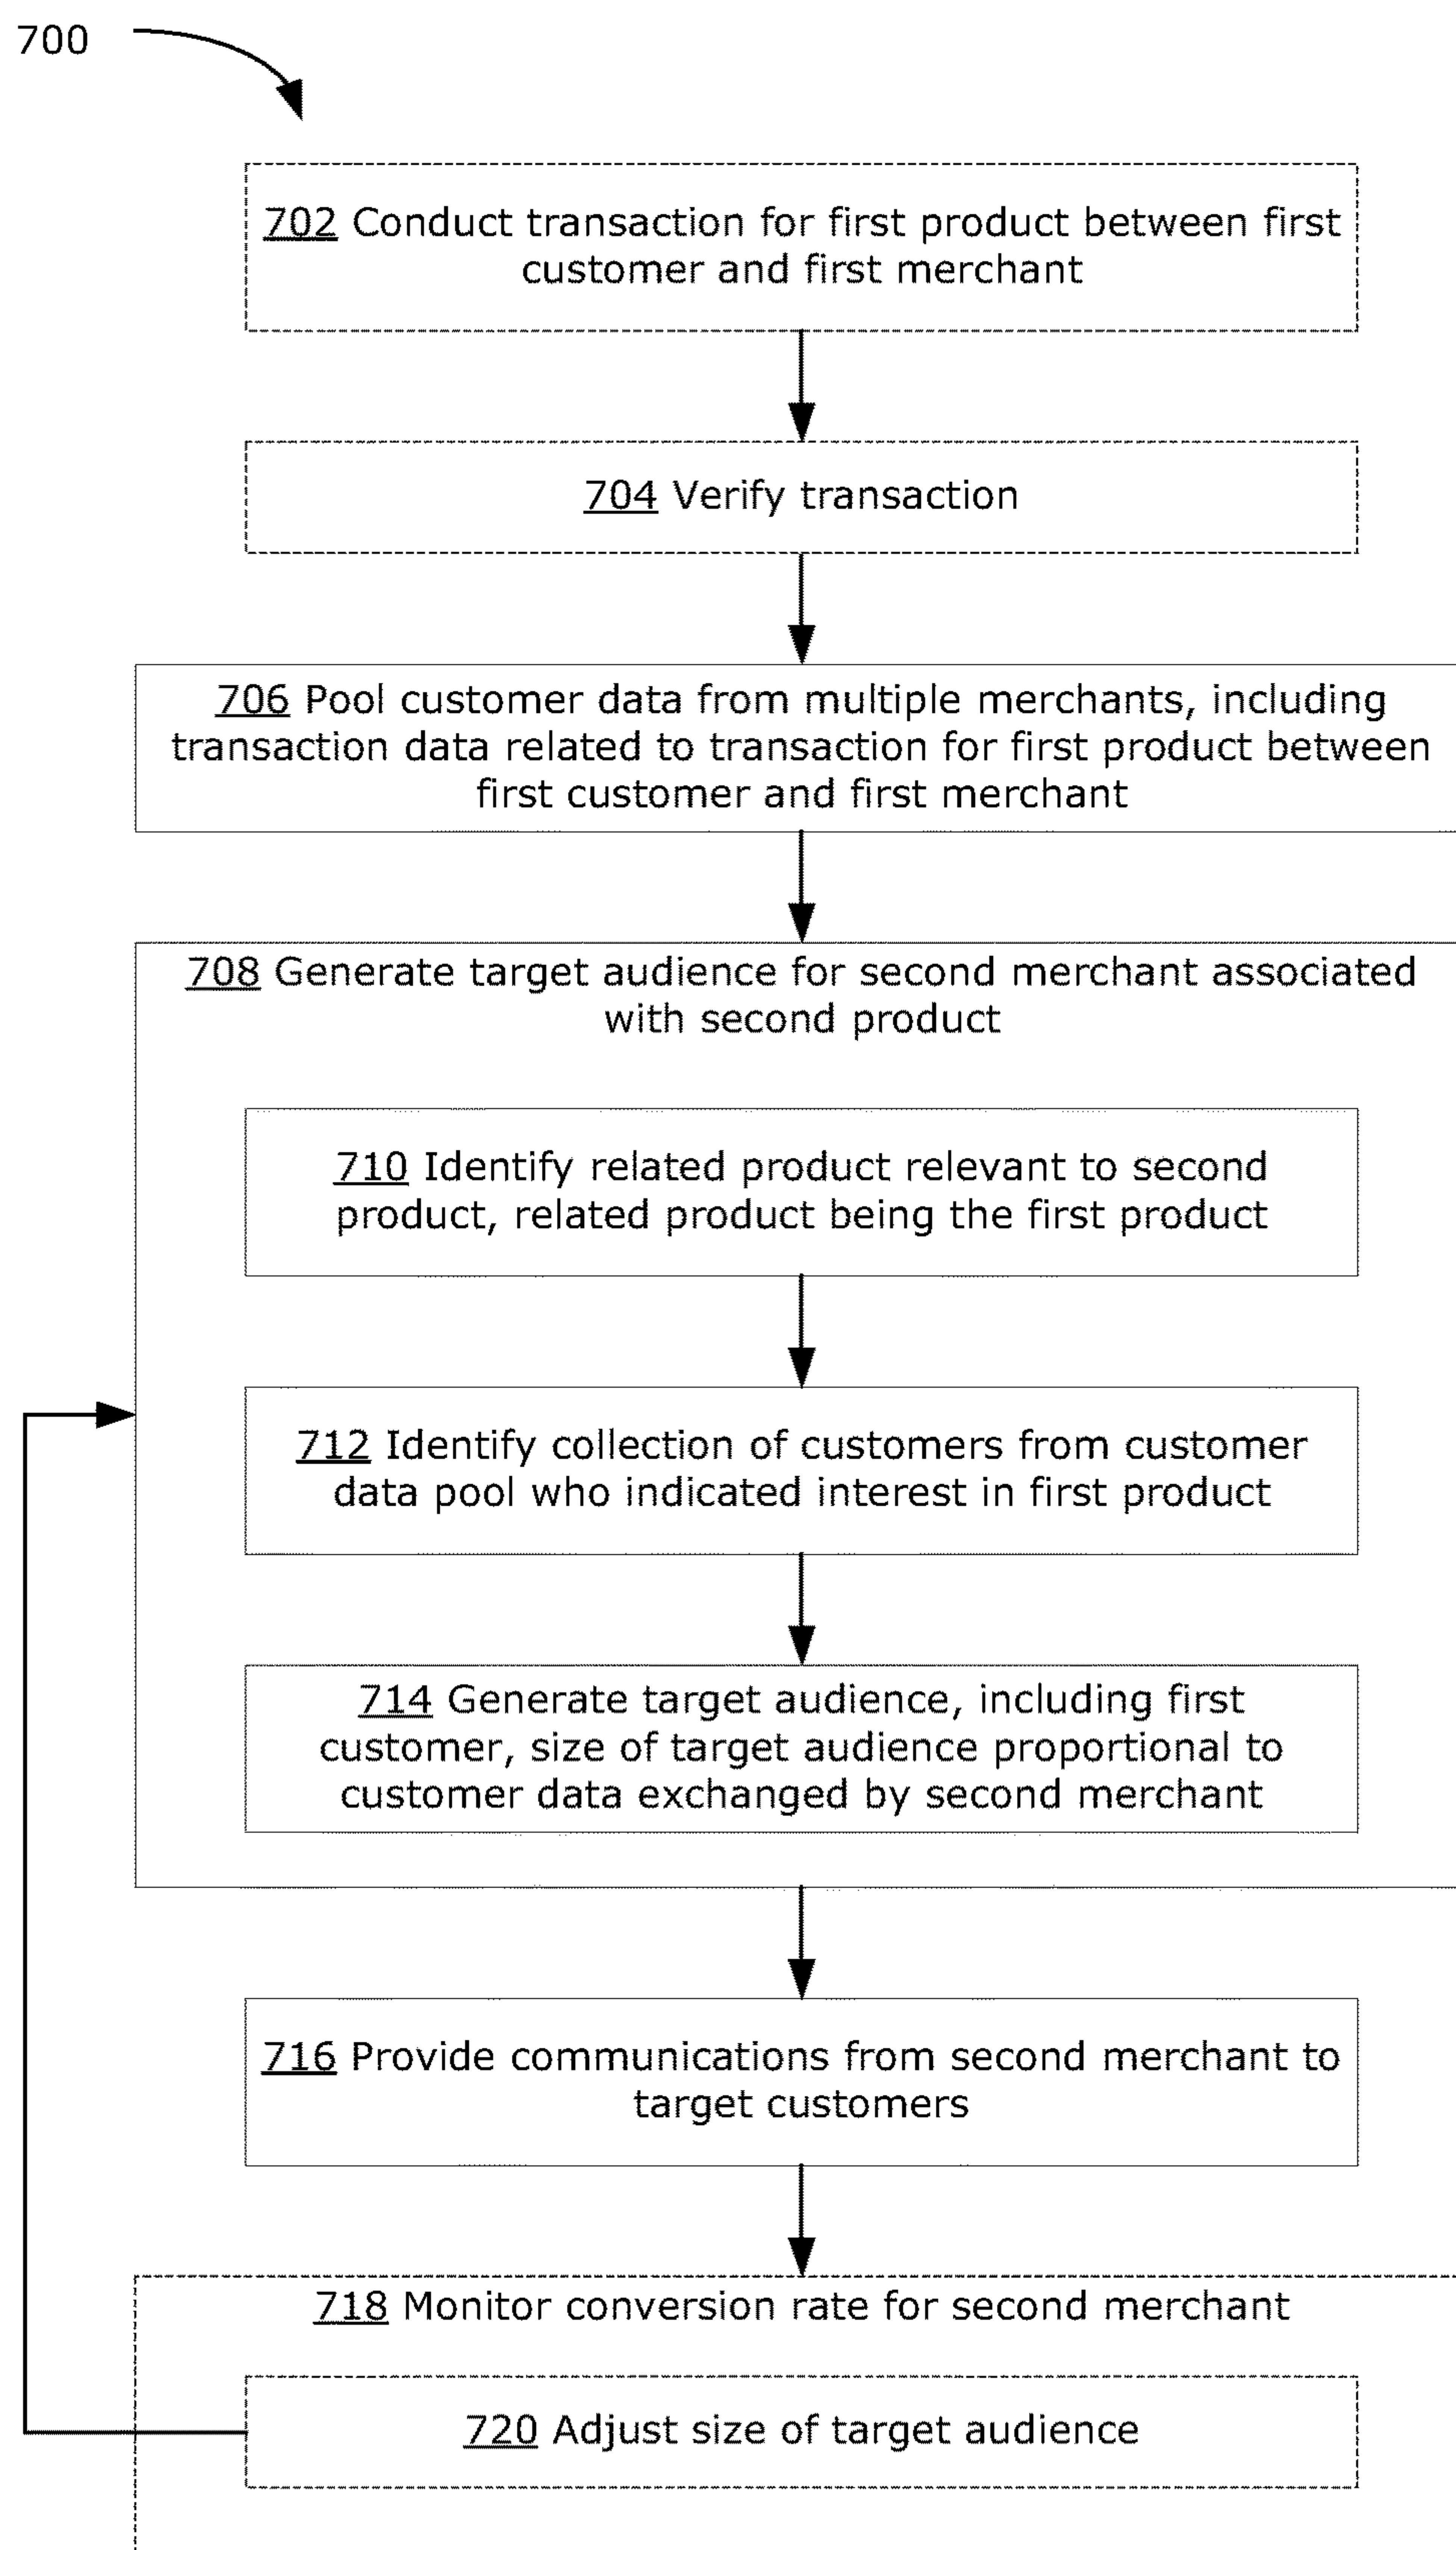 700
702 Conduct transaction for first product between first
customer and first merchant
704 Verify transaction
706 Pool customer data from multiple merchants, including
transaction data related to transaction for first product between
first customer and first merchant
708 Generate target audience for second merchant associated
with second product
710 Identify related product relevant to second
product, related product being the first product
712 Identify collection of customers from customer
data pool who indicated interest in first product
714 Generate target audience, including first
customer, size of target audience proportional to
customer data exchanged by second merchant
716 Provide communications from second merchant to
target customers
718 Monitor conversion rate for second merchant
720 Adjust size of target audience